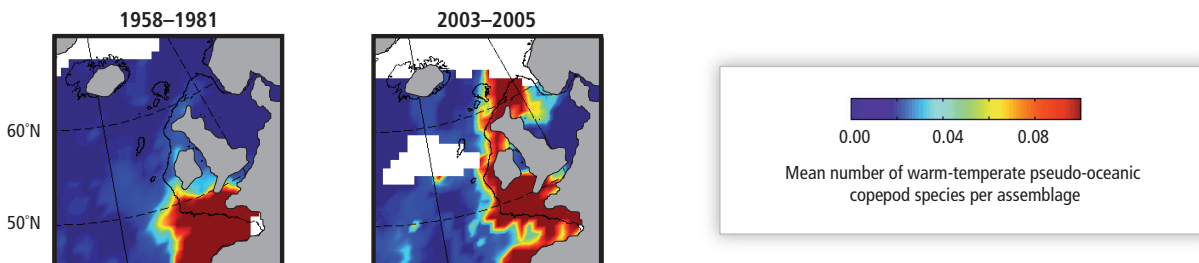 1958–1981
2003–2005
60˚N
50˚N
0.00
0.04
0.08
Mean number of warm-temperate pseudo-oceanic
copepod species per assemblage